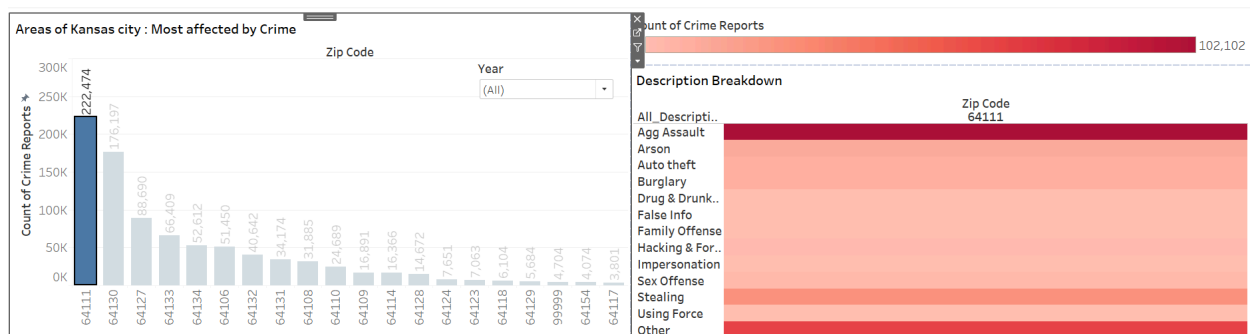 Areas of Kansas city : Most affected by Crime
Zip Code
Year
(All)
Count of Crime Reports
300K
250K
200K
150K
100K
50K
0K
222,474
176,197
88,690
66,409
52,612
51,450
40,642
34,174
31,885
24,689
16,891
16,366
14,672
7,651
7,063
6,104
5,684
4,704
4,074
3,801
64111
64130
64127
64133
64134
64106
64132
64131
64108
64110
64109
64114
64128
64124
64123
64118
64129
99999
64154
64117
ount of Crime Reports
102,102
Description Breakdown
Zip Code
All_Descripti.. 64111
Agg Assault
Arson
Auto theft
Burglary
Drug & Drunk..
False Info
Family Offense
Hacking & For..
Impersonation
Sex Offense
Stealing
Using Force
Other